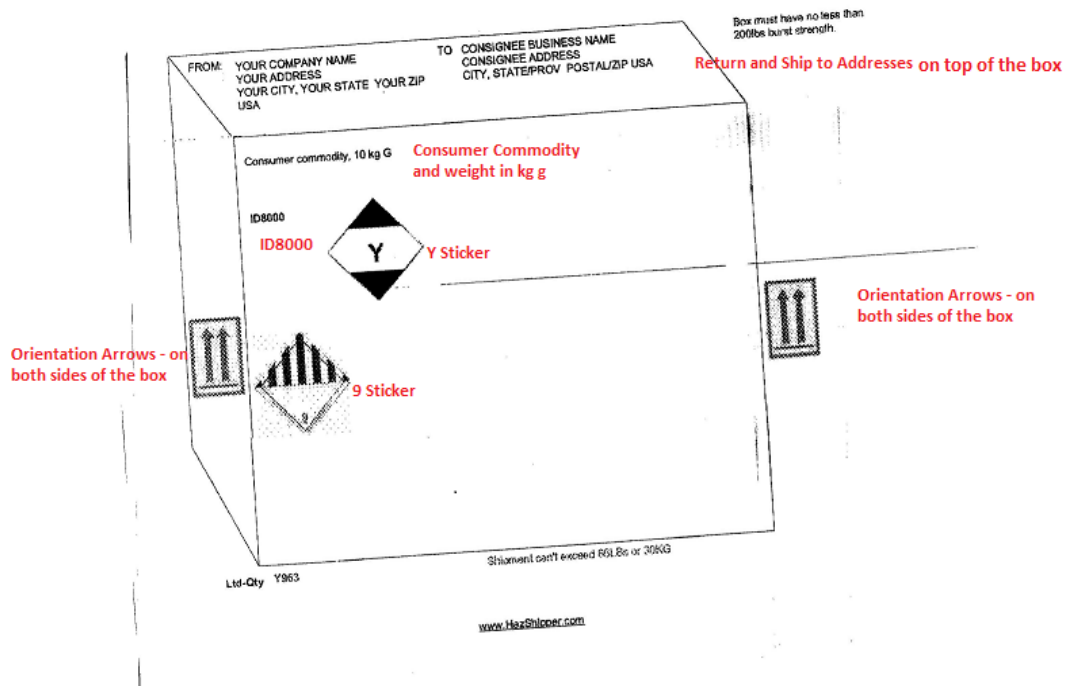 Box must have no less than
200lbs burst strength.
FROM: YOUR COMPANY NAME
YOUR ADDRESS
YOUR CITY, YOUR STATE YOUR ZIP
USA
TO CONSIGNEE BUSINESS NAME
CONSIGNEE ADDRESS
CITY, STATE/PROV POSTAL/ZIP USA
Return and Ship to Addresses on top of the box
Consumer commodity, 10 kg G
Consumer Commodity
and weight in kg g
ID8000
ID8000
Y
Y Sticker
Orientation Arrows - on
both sides of the box
Orientation Arrows - on
both sides of the box
9 Sticker
9
Shipment can't exceed 66LBs or 30KG
Ltd-Qty Y963
www.HazShipper.com